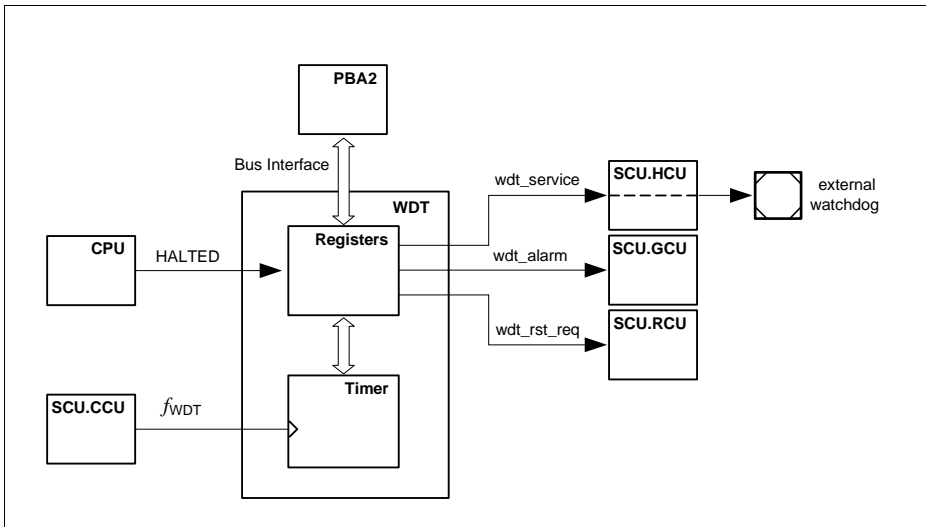 PBA2
Bus Interface
WDT
wdt_service
SCU.HCU
external
watchdog
CPU
HALTED
Registers
wdt_alarm
SCU.GCU
wdt_rst_req
SCU.RCU
SCU.CCU
fWDT
Timer